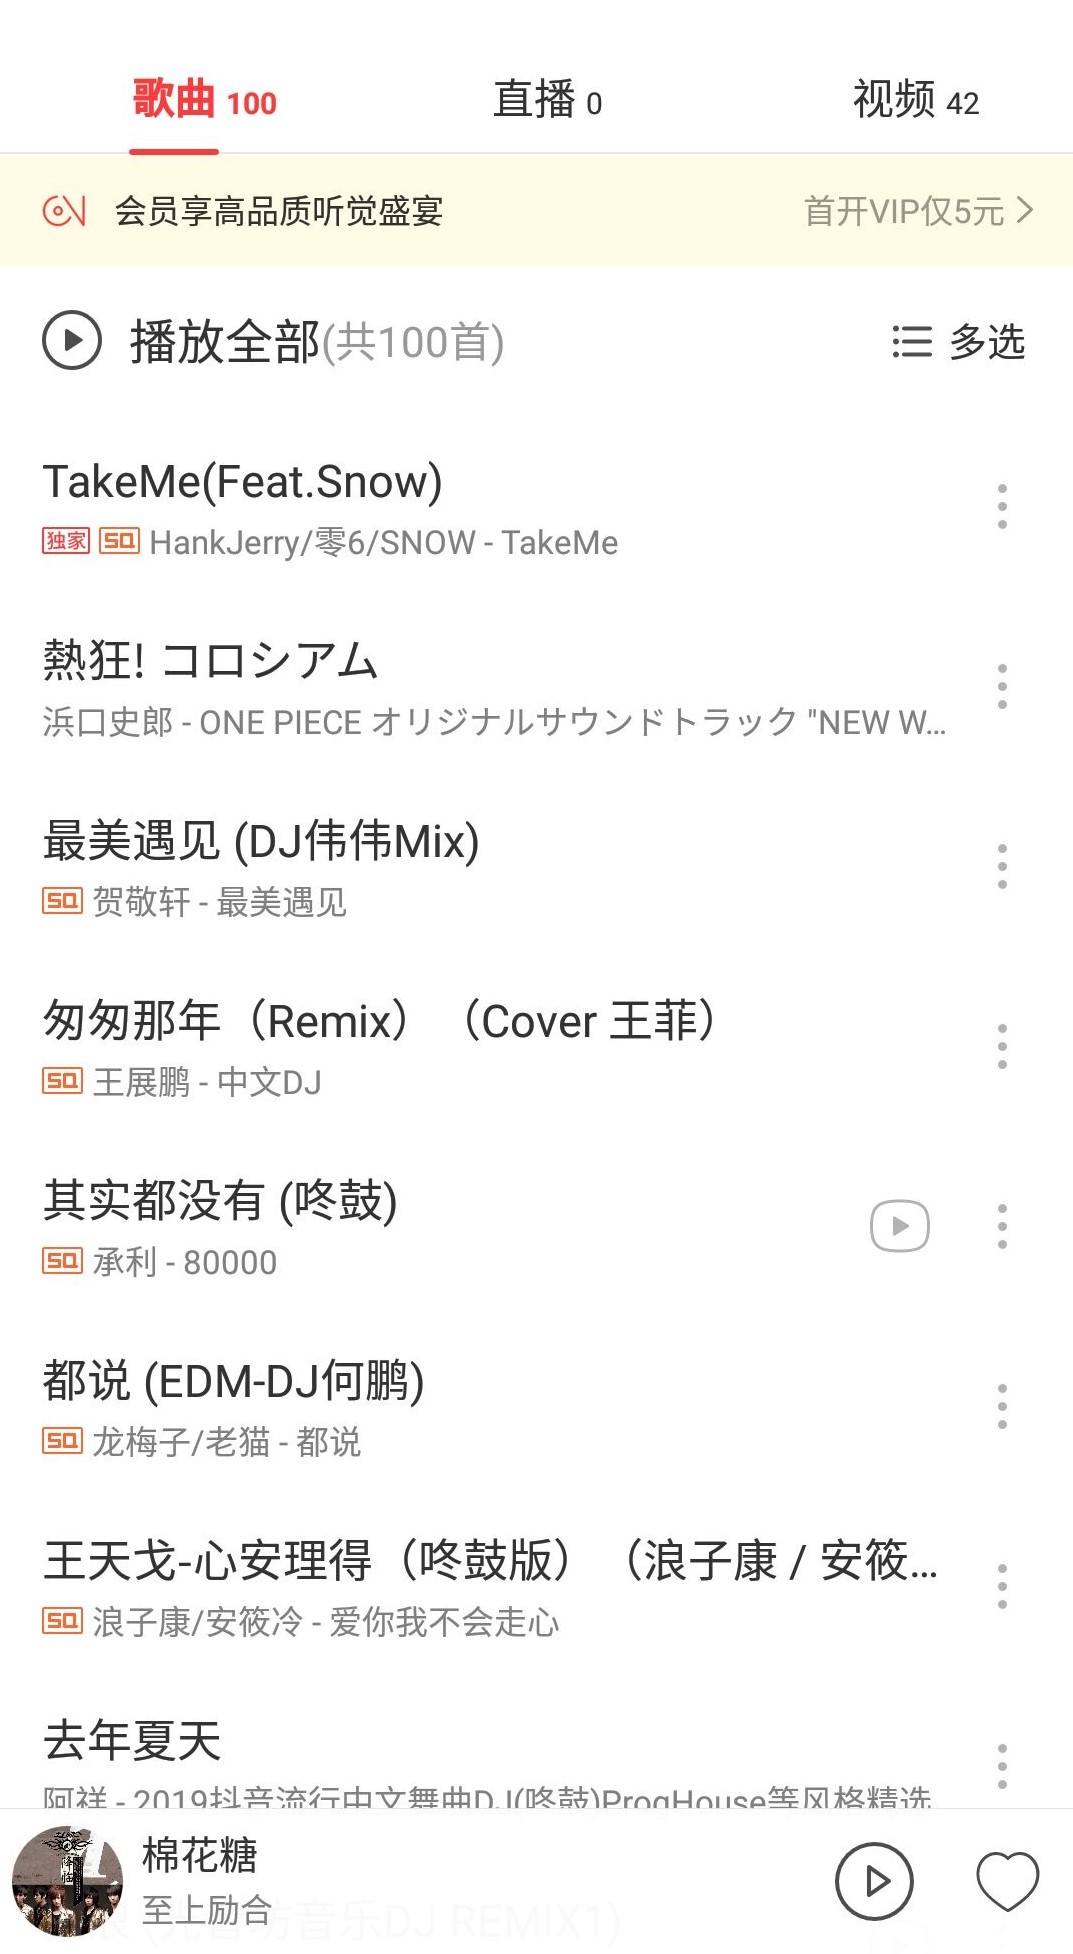 歌曲 100
直播 0
视频 42
会员享高品质听觉盛宴
首开VIP仅5元
播放全部(共100首)
多选
TakeMe(Feat.Snow)
独家 SQ HankJerry/零6/SNOW - TakeMe
熱狂! コロシアム
浜口史郎 - ONE PIECE オリジナルサウンドトラック "NEW W...
最美遇见 (DJ伟伟Mix)
SQ 贺敬轩 - 最美遇见
匆匆那年（Remix）（Cover 王菲）
SQ 王展鹏 - 中文DJ
其实都没有 (咚鼓)
SQ 承利 - 80000
都说 (EDM-DJ何鹏)
SQ 龙梅子/老猫 - 都说
王天戈-心安理得（咚鼓版）（浪子康 / 安筱...
SQ 浪子康/安筱冷 - 爱你我不会走心
去年夏天
阿祥 - 2019抖音流行中文舞曲DJ(咚鼓)ProgHouse等风格精选
降临
棉花糖
至上励合
音乐DJ REMIX1)